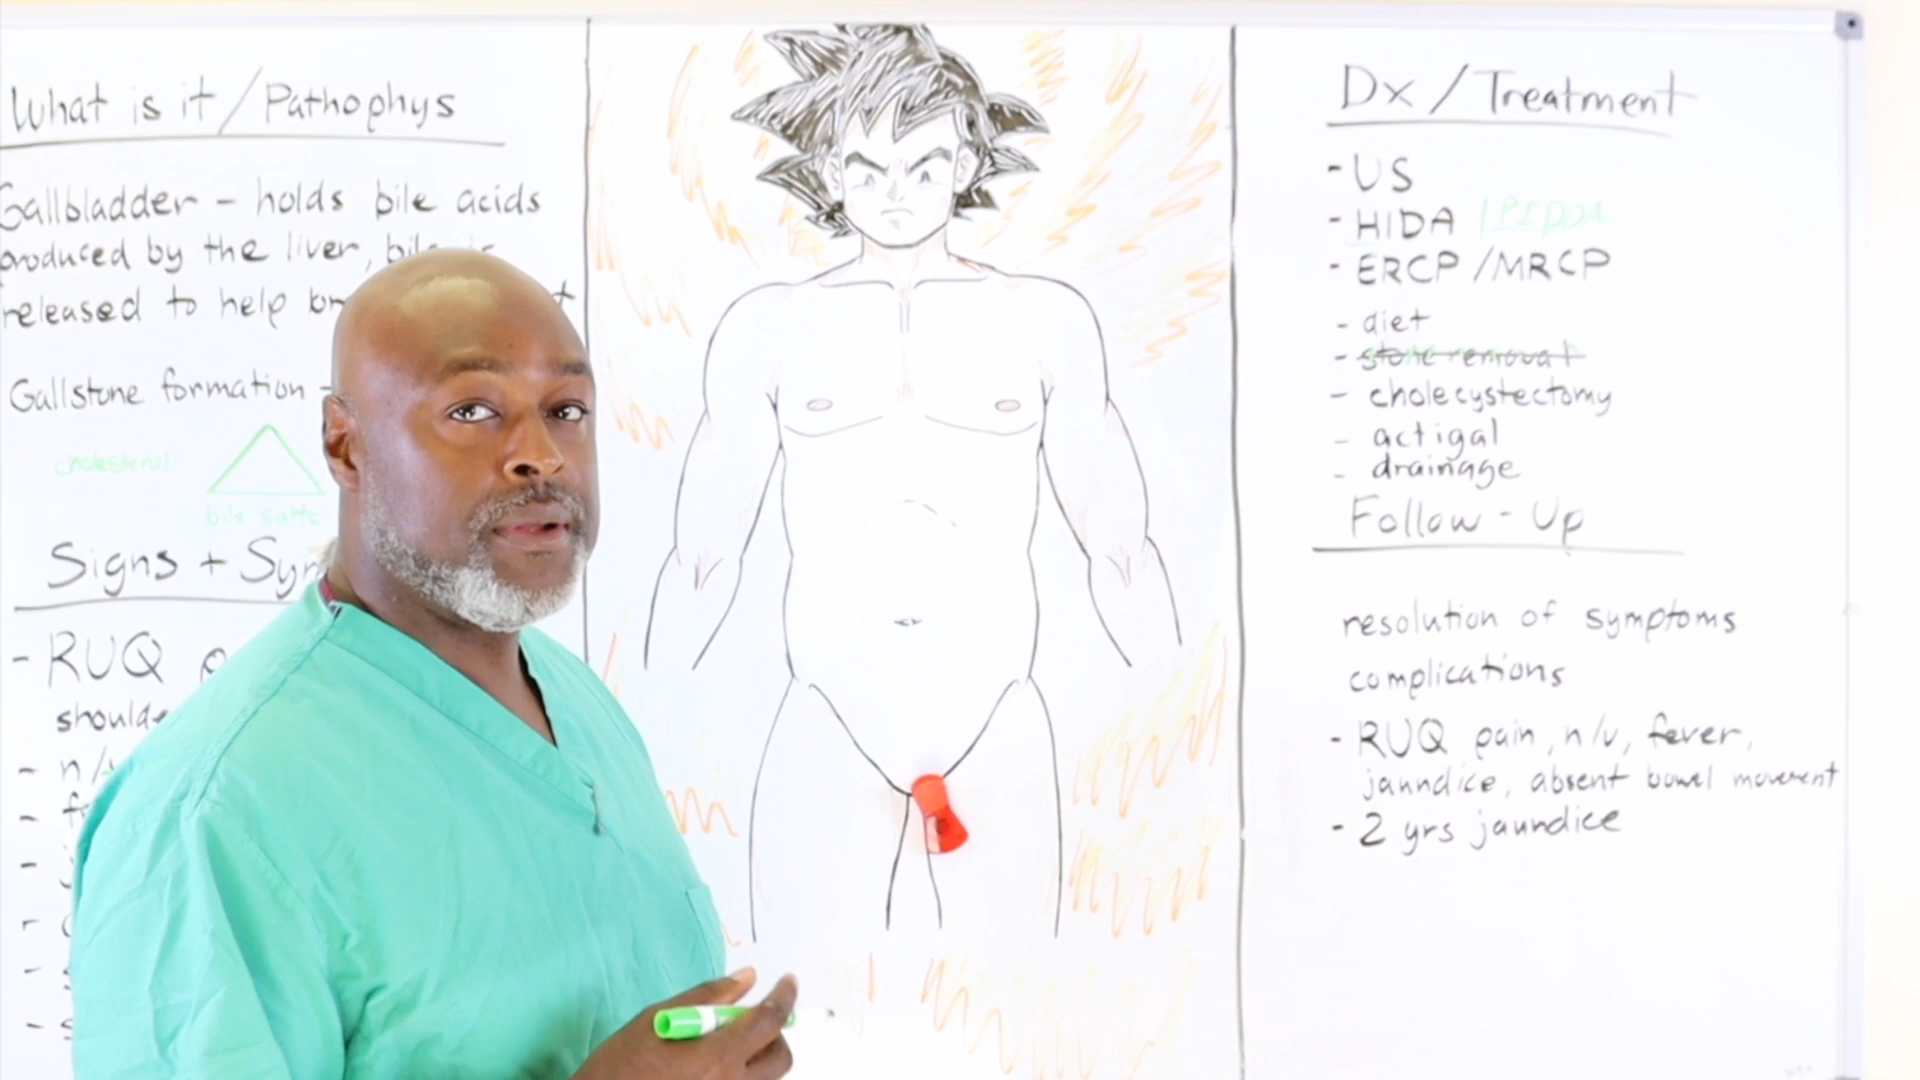 What is it / Pathophys
Gallbladder - holds bile acids
produced by the liver, bile is
released to help
Gallstone formation -
cholesterol
bile salts
Signs +
- RUQ
- n/
Dx / Treatment
- US
- HIDA
- ERCP / MRCP
- diet
- stone removal
- cholecystectomy
- actigal
- drainage
Follow - Up
resolution of symptoms
complications
- RUQ pain, n/v, fever,
jaundice, absent bowel movement
- 2 yrs jaundice